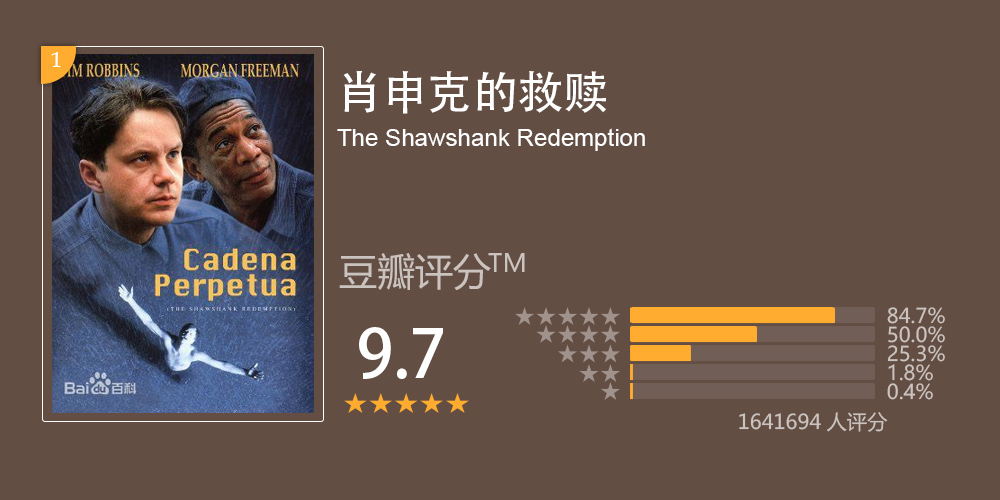 1
IM ROBBINS MORGAN FREEMAN
Cadena
Perpetua
(THE SHAWSHANK REDEMPTION)
Baidu百科
肖申克的救赎
The Shawshank Redemption
豆瓣评分TM
9.7
84.7%
50.0%
25.3%
1.8%
0.4%
1641694 人评分